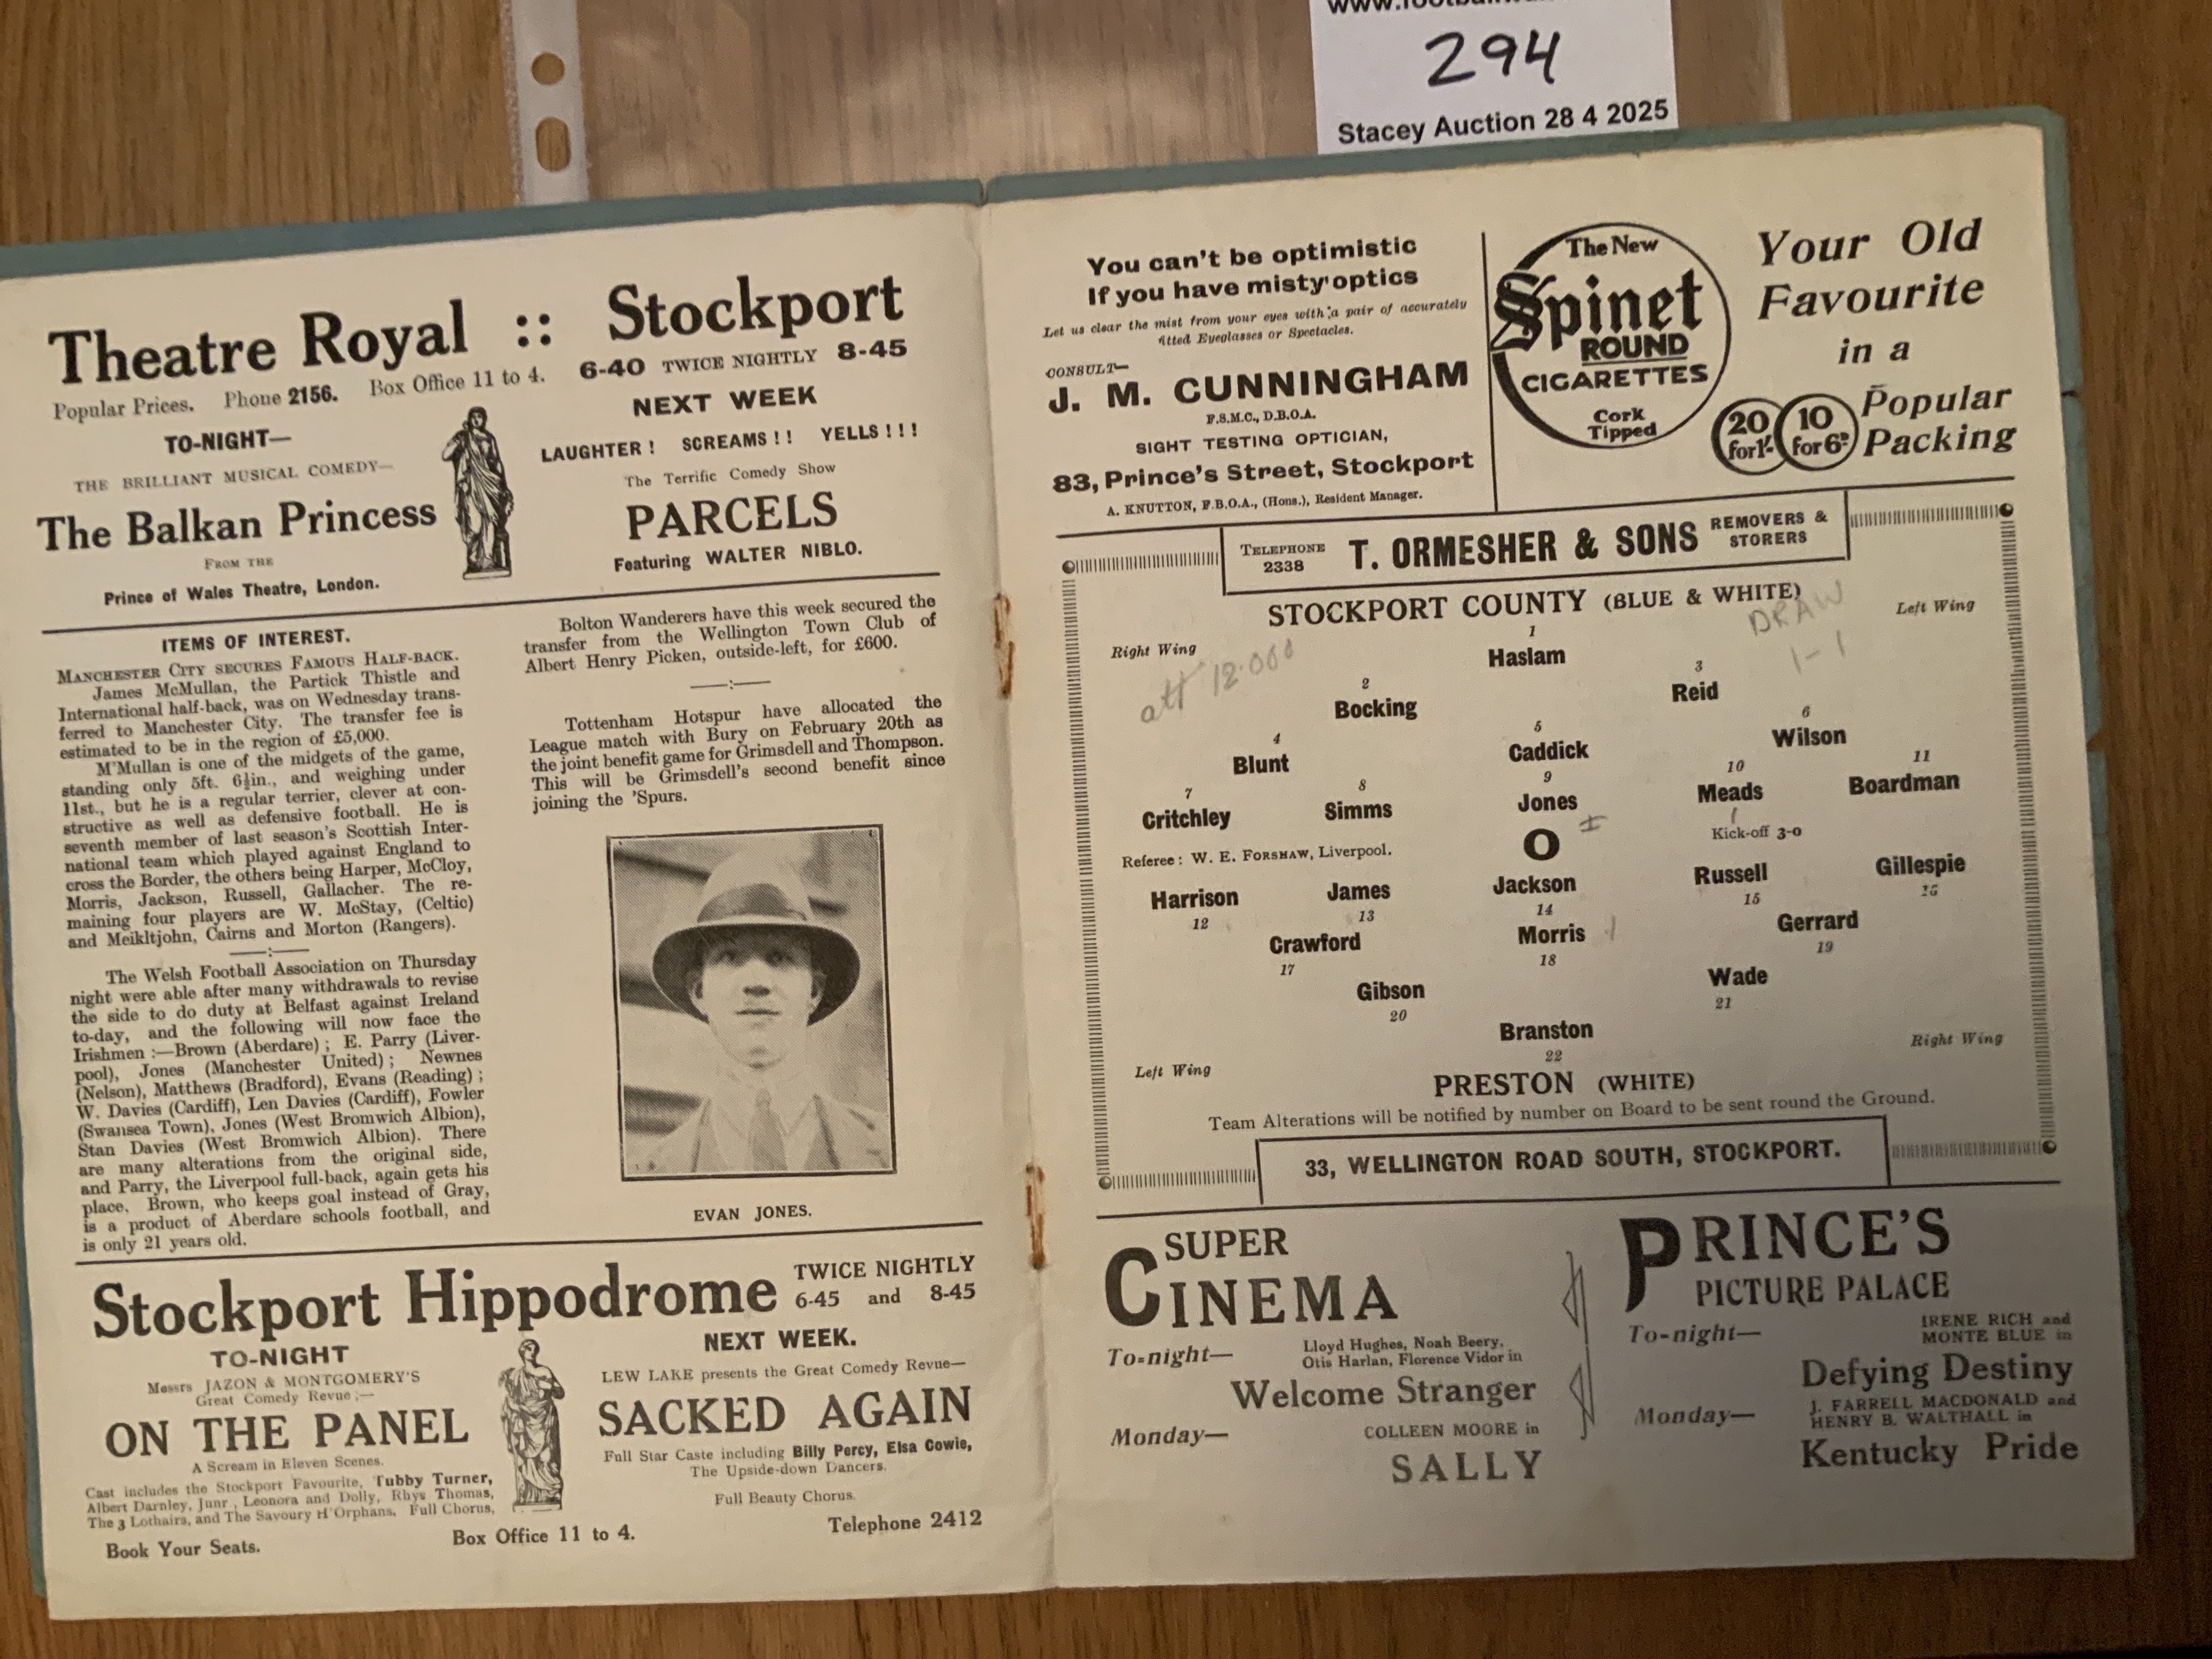 294
Stacey Auction 28 4 2025
Theatre Royal :: Stockport
Popular Prices. Phone 2156. Box Office 11 to 4. 6-40 TWICE NIGHTLY 8-45
TO-NIGHT—
THE BRILLIANT MUSICAL COMEDY—
The Balkan Princess
FROM THE
Prince of Wales Theatre, London.
NEXT WEEK
LAUGHTER! SCREAMS!! YELLS!!!
The Terrific Comedy Show
PARCELS
Featuring WALTER NIBLO.
ITEMS OF INTEREST.
MANCHESTER CITY SECURES FAMOUS HALF-BACK.
James McMullan, the Partick Thistle and
International half-back, was on Wednesday trans-
ferred to Manchester City. The transfer fee is
estimated to be in the region of £5,000.
M'Mullan is one of the midgets of the game,
standing only 5ft. 6½in., and weighing under
11st., but he is a regular terrier, clever at con-
structive as well as defensive football. He is
seventh member of last season's Scottish Inter-
national team which played against England to
cross the Border, the others being Harper, McCloy,
Morris, Jackson, Russell, Gallacher. The re-
maining four players are W. McStay, (Celtic)
and Meikltjohn, Cairns and Morton (Rangers).
—:—
The Welsh Football Association on Thursday
night were able after many withdrawals to revise
the side to do duty at Belfast against Ireland
to-day, and the following will now face the
Irishmen :—Brown (Aberdare) ; E. Parry (Liver-
pool), Jones (Manchester United) ; Newnes
(Nelson), Matthews (Bradford), Evans (Reading) ;
W. Davies (Cardiff), Len Davies (Cardiff), Fowler
(Swansea Town), Jones (West Bromwich Albion),
Stan Davies (West Bromwich Albion). There
are many alterations from the original side,
and Parry, the Liverpool full-back, again gets his
place. Brown, who keeps goal instead of Gray,
is a product of Aberdare schools football, and
is only 21 years old.
Bolton Wanderers have this week secured the
transfer from the Wellington Town Club of
Albert Henry Picken, outside-left, for £600.
—:—
Tottenham Hotspur have allocated the
League match with Bury on February 20th as
the joint benefit game for Grimsdell and Thompson.
This will be Grimsdell's second benefit since
joining the 'Spurs.
EVAN JONES.
Stockport Hippodrome
TWICE NIGHTLY
6-45 and 8-45
TO-NIGHT
Messrs JAZON & MONTGOMERY'S
Great Comedy Revue :—
ON THE PANEL
A Scream in Eleven Scenes.
Cast includes the Stockport Favourite, Tubby Turner,
Albert Darnley, Junr , Leonora and Dolly, Rhys Thomas,
The 3 Lothairs, and The Savoury H'Orphans, Full Chorus,
NEXT WEEK.
LEW LAKE presents the Great Comedy Revue—
SACKED AGAIN
Full Star Caste including Billy Percy, Elsa Cowie,
The Upside-down Dancers.
Full Beauty Chorus.
Book Your Seats. Box Office 11 to 4. Telephone 2412
You can't be optimistic
If you have misty optics
Let us clear the mist from your eyes with a pair of accurately
fitted Eyeglasses or Spectacles.
CONSULT—
J. M. CUNNINGHAM
F.S.M.C., D.B.O.A.
SIGHT TESTING OPTICIAN,
83, Prince's Street, Stockport
A. KNUTTON, F.B.O.A., (Hons.), Resident Manager.
The New
Spinet
ROUND
CIGARETTES
Cork
Tipped
Your Old
Favourite
in a
Popular
Packing
20 for 1/-
10 for 6D
TELEPHONE
2338
T. ORMESHER & SONS
REMOVERS &
STORERS
STOCKPORT COUNTY (BLUE & WHITE)
Right Wing
Left Wing
att 12.000
DRAW
1-1
1
Haslam
2 3
Bocking Reid
4 5 6
Blunt Caddick Wilson
7 8 9 10 11
Critchley Simms Jones Meads Boardman
1
Referee: W. E. FORSHAW, Liverpool. O Kick-off 3-0
Harrison James Jackson Russell Gillespie
12 13 14 15 16
Crawford Morris Gerrard
17 18 19
Gibson Wade
20 21
Branston
22
Left Wing
Right Wing
PRESTON (WHITE)
Team Alterations will be notified by number on Board to be sent round the Ground.
33, WELLINGTON ROAD SOUTH, STOCKPORT.
SUPER
CINEMA
To-night—
Lloyd Hughes, Noah Beery,
Otis Harlan, Florence Vidor in
Welcome Stranger
Monday—
COLLEEN MOORE in
SALLY
PRINCE'S
PICTURE PALACE
To-night—
IRENE RICH and
MONTE BLUE in
Defying Destiny
Monday—
J. FARRELL MACDONALD and
HENRY B. WALTHALL in
Kentucky Pride